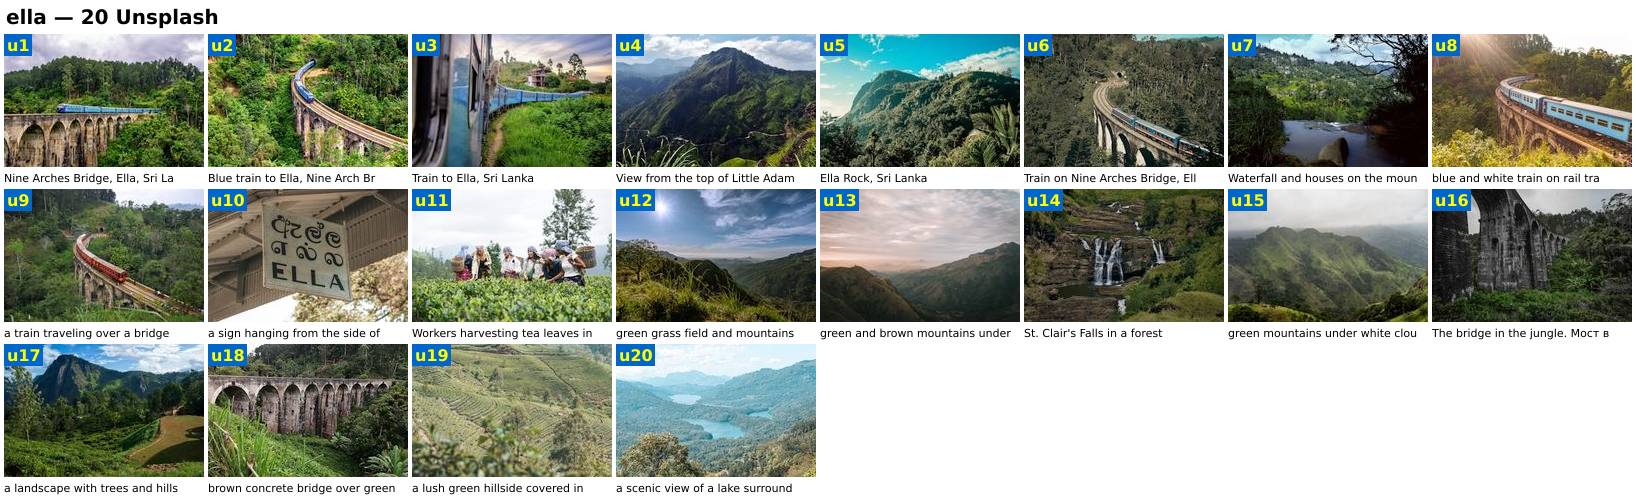 ella — 20 Unsplash
u1
u2
u3
u4
u5
u6
u7
u8
Nine Arches Bridge, Ella, Sri La
Blue train to Ella, Nine Arch Br
Train to Ella, Sri Lanka
View from the top of Little Adam
Ella Rock, Sri Lanka
Train on Nine Arches Bridge, Ell
Waterfall and houses on the moun
blue and white train on rail tra
u9
u10
u11
u12
u13
u14
u15
u16
ඇල්ල
எல்ல
ELLA
a train traveling over a bridge
a sign hanging from the side of
Workers harvesting tea leaves in
green grass field and mountains
green and brown mountains under
St. Clair's Falls in a forest
green mountains under white clou
The bridge in the jungle. Мост в
u17
u18
u19
u20
a landscape with trees and hills
brown concrete bridge over green
a lush green hillside covered in
a scenic view of a lake surround